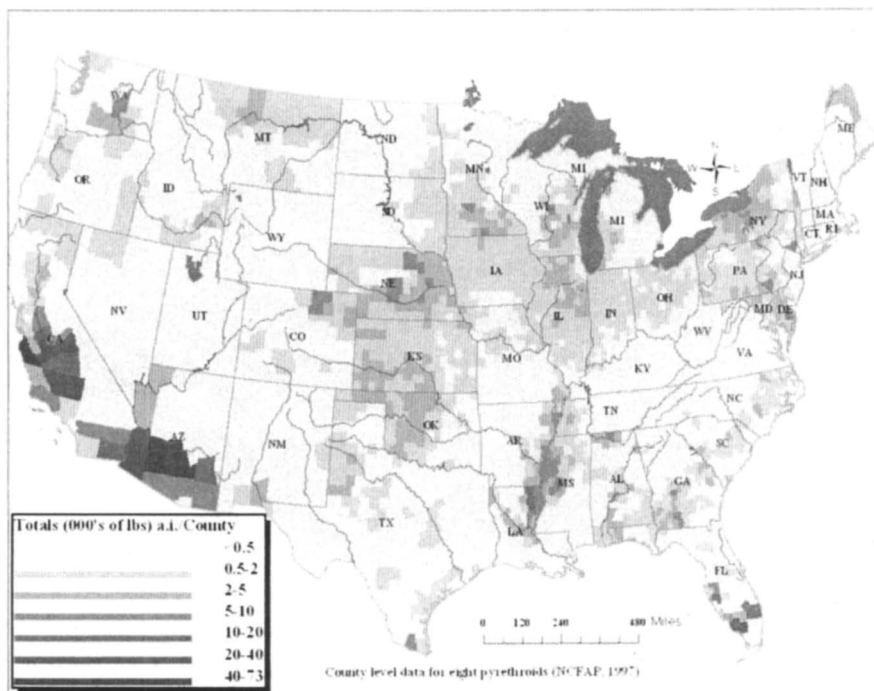 WA
MT
ND
ME
OR
ID
MN
MI
VT
NH
WI
MI
NY
MA
WY
CT
RI
IA
PA
NE
NJ
NV
UT
IL
IN
OH
MD
DE
CA
CO
WV
KS
MO
KY
VA
NC
TN
AZ
OK
NM
AR
SC
MS
AL
GA
TX
LA
FL
N
W
S
Totals (000's of lbs) a.i./County
0.5
0.5-2
2-5
5-10
10-20
20-40
40-73
0 120 240 480 Miles
County level data for eight pyrethroids (NCFAP, 1997)